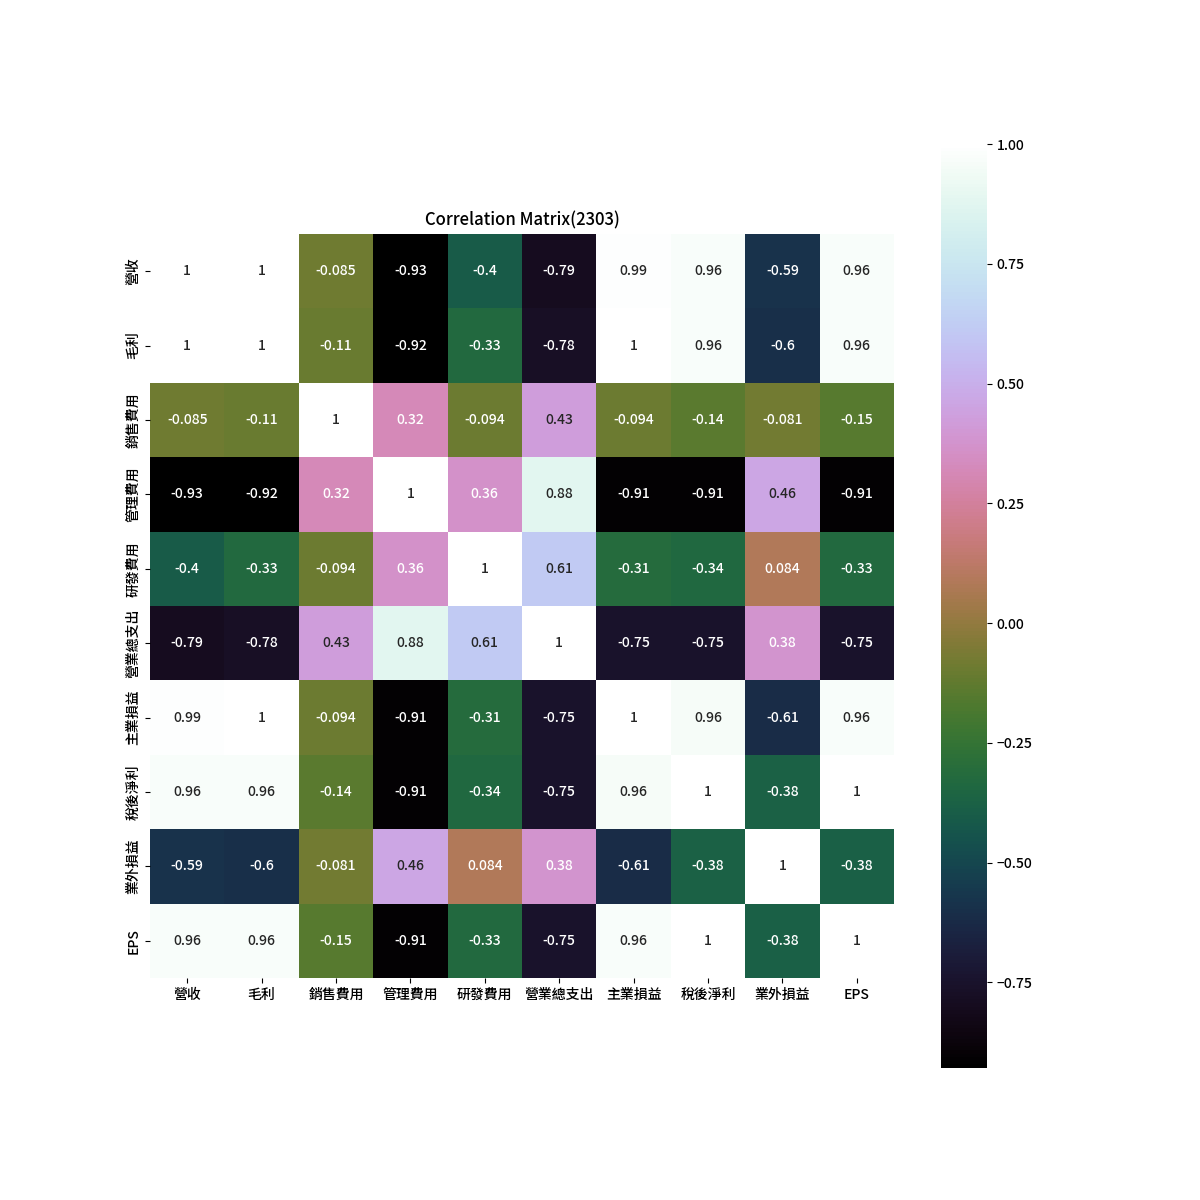 Correlation Matrix(2303)
營收 1 1 -0.085 -0.93 -0.4 -0.79 0.99 0.96 -0.59 0.96
毛利 1 1 -0.11 -0.92 -0.33 -0.78 1 0.96 -0.6 0.96
銷售費用 -0.085 -0.11 1 0.32 -0.094 0.43 -0.094 -0.14 -0.081 -0.15
管理費用 -0.93 -0.92 0.32 1 0.36 0.88 -0.91 -0.91 0.46 -0.91
研發費用 -0.4 -0.33 -0.094 0.36 1 0.61 -0.31 -0.34 0.084 -0.33
營業總支出 -0.79 -0.78 0.43 0.88 0.61 1 -0.75 -0.75 0.38 -0.75
主業損益 0.99 1 -0.094 -0.91 -0.31 -0.75 1 0.96 -0.61 0.96
稅後淨利 0.96 0.96 -0.14 -0.91 -0.34 -0.75 0.96 1 -0.38 1
業外損益 -0.59 -0.6 -0.081 0.46 0.084 0.38 -0.61 -0.38 1 -0.38
EPS 0.96 0.96 -0.15 -0.91 -0.33 -0.75 0.96 1 -0.38 1
營收 毛利 銷售費用 管理費用 研發費用 營業總支出 主業損益 稅後淨利 業外損益 EPS
1.00
0.75
0.50
0.25
0.00
−0.25
−0.50
−0.75